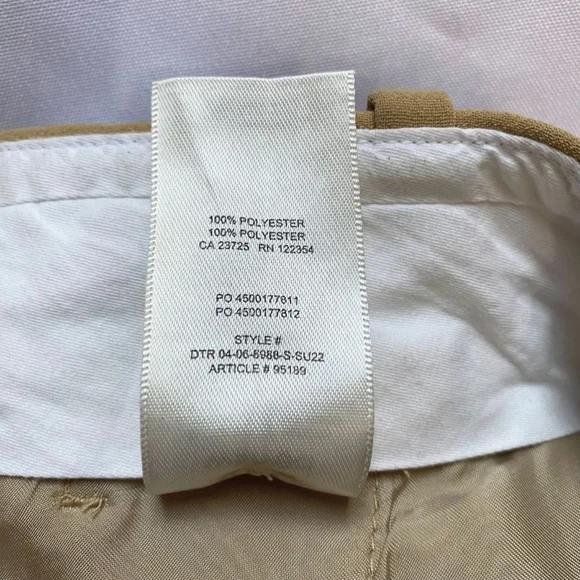 100% POLYESTER
100% POLYESTER
CA 23725 RN 122354
PO 4500177811
PO 4500177812
STYLE #
DTR 04-06-6988-S-SU22
ARTICLE # 95189